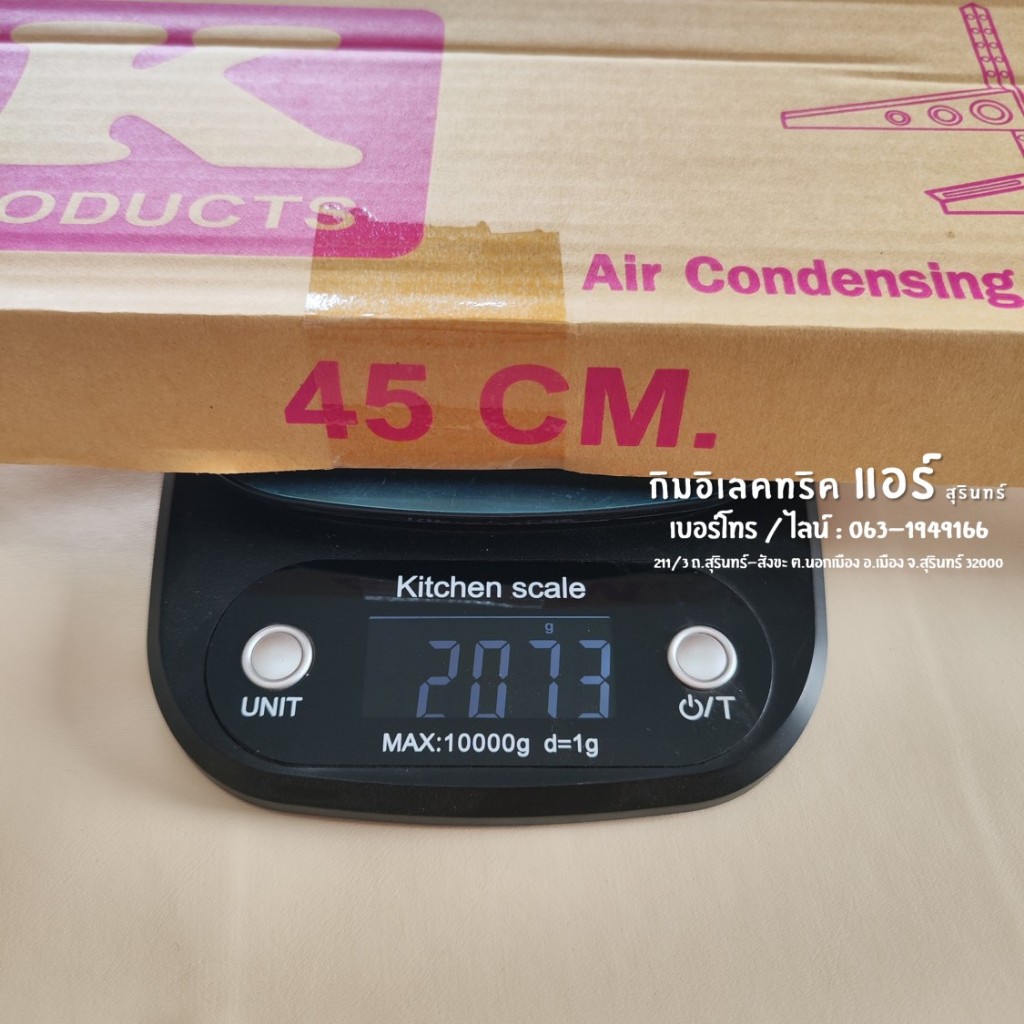 K
ODUCTS
Air Condensing
45 CM.
กิมอิเลคทริค แอร์ สุรินทร์
เบอร์โทร / ไลน์ : 063-1949166
211/3 ถ.สุรินทร์-สังขะ ต.นอกเมือง อ.เมือง จ.สุรินทร์ 32000
Kitchen scale
g
2073
UNIT
⏻/T
MAX:10000g d=1g